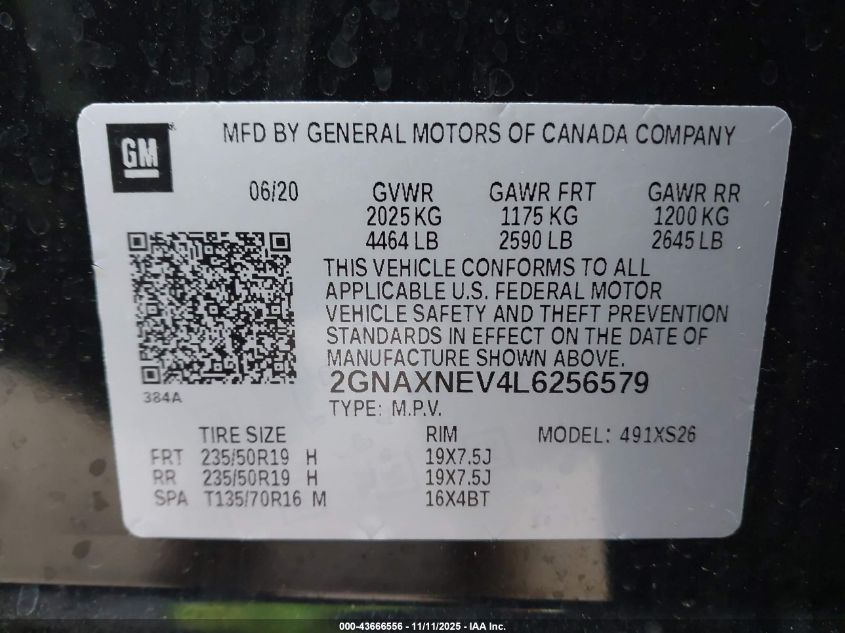 GM
MFD BY GENERAL MOTORS OF CANADA COMPANY
06/20 GVWR GAWR FRT GAWR RR
2025 KG 1175 KG 1200 KG
4464 LB 2590 LB 2645 LB
THIS VEHICLE CONFORMS TO ALL
APPLICABLE U.S. FEDERAL MOTOR
VEHICLE SAFETY AND THEFT PREVENTION
STANDARDS IN EFFECT ON THE DATE OF
MANUFACTURE SHOWN ABOVE.
2GNAXNEV4L6256579
384A
TYPE: M.P.V.
TIRE SIZE RIM MODEL: 491XS26
FRT 235/50R19 H 19X7.5J
RR 235/50R19 H 19X7.5J
SPA T135/70R16 M 16X4BT
000-43666556 - 11/11/2025 - IAA Inc.